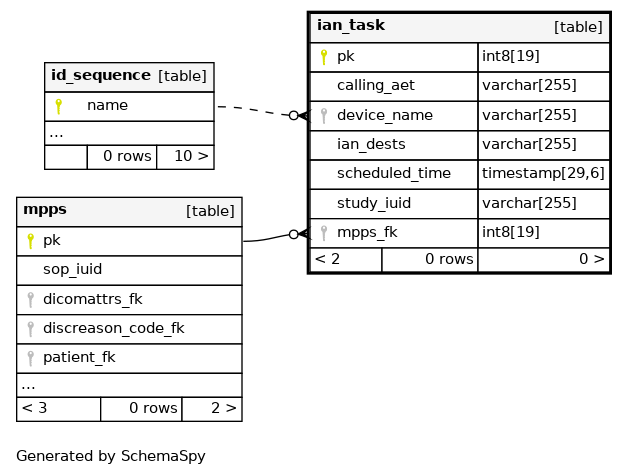 ian_task [table]
pk int8[19]
calling_aet varchar[255]
device_name varchar[255]
ian_dests varchar[255]
scheduled_time timestamp[29,6]
study_iuid varchar[255]
mpps_fk int8[19]
< 2 0 rows 0 >
id_sequence [table]
name
...
0 rows 10 >
mpps [table]
pk
sop_iuid
dicomattrs_fk
discreason_code_fk
patient_fk
...
< 3 0 rows 2 >
Generated by SchemaSpy